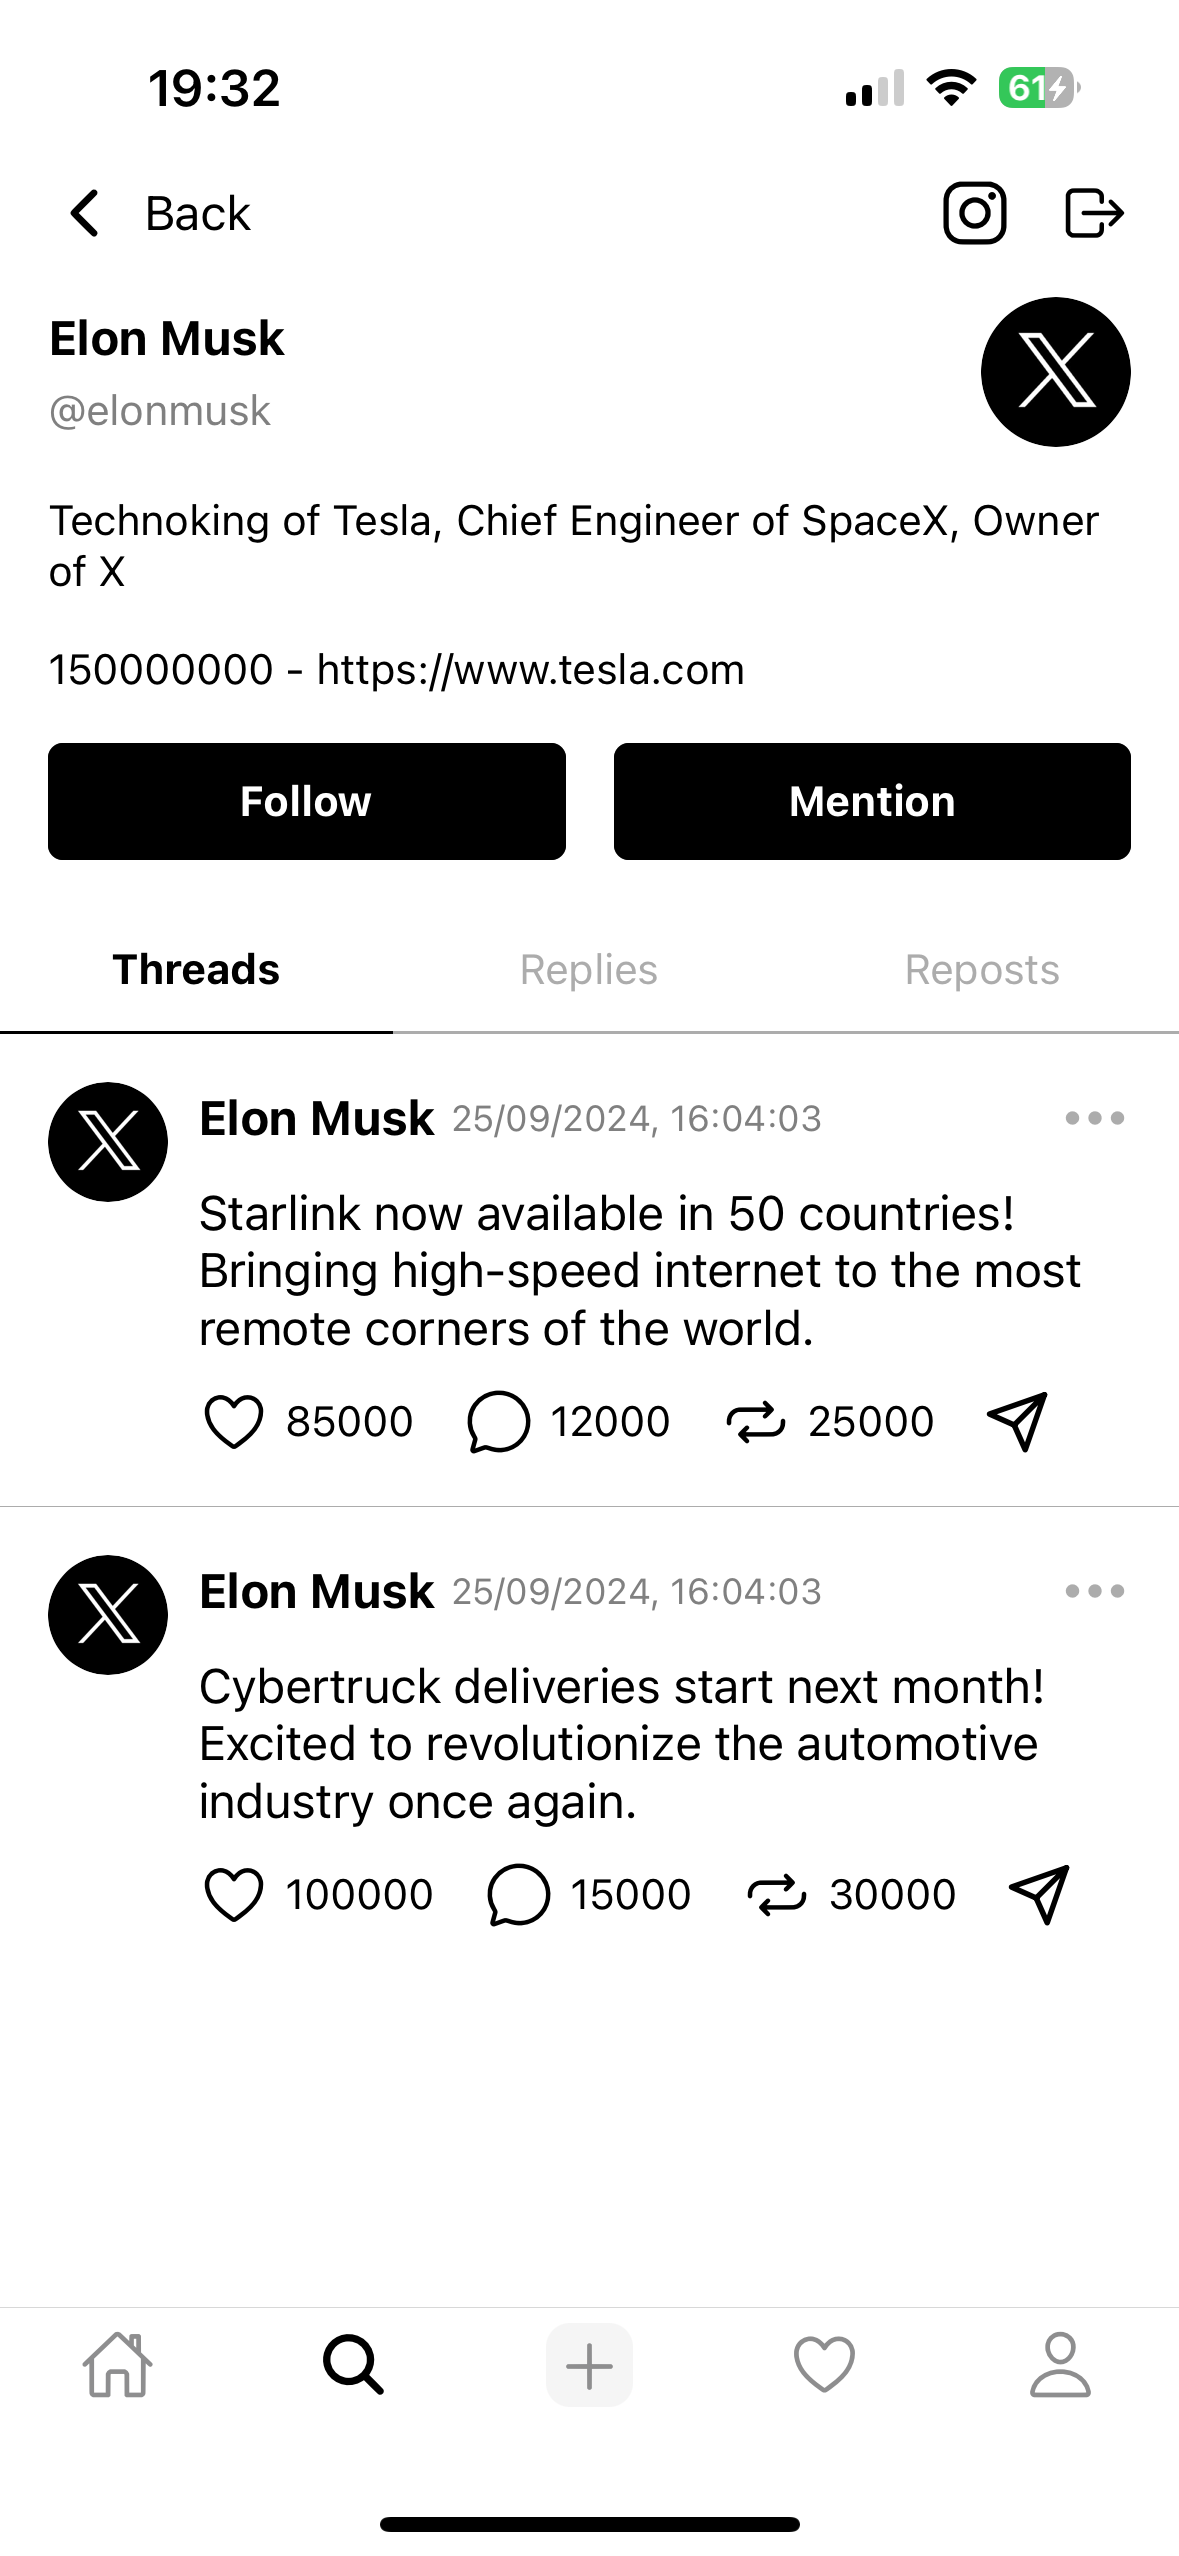 19:32
61
Back
Elon Musk
@elonmusk
Technoking of Tesla, Chief Engineer of SpaceX, Owner
of X
150000000 - https://www.tesla.com
Follow Mention
Threads Replies Reposts
Elon Musk 25/09/2024, 16:04:03
Starlink now available in 50 countries!
Bringing high-speed internet to the most
remote corners of the world.
85000 12000 25000
Elon Musk 25/09/2024, 16:04:03
Cybertruck deliveries start next month!
Excited to revolutionize the automotive
industry once again.
100000 15000 30000